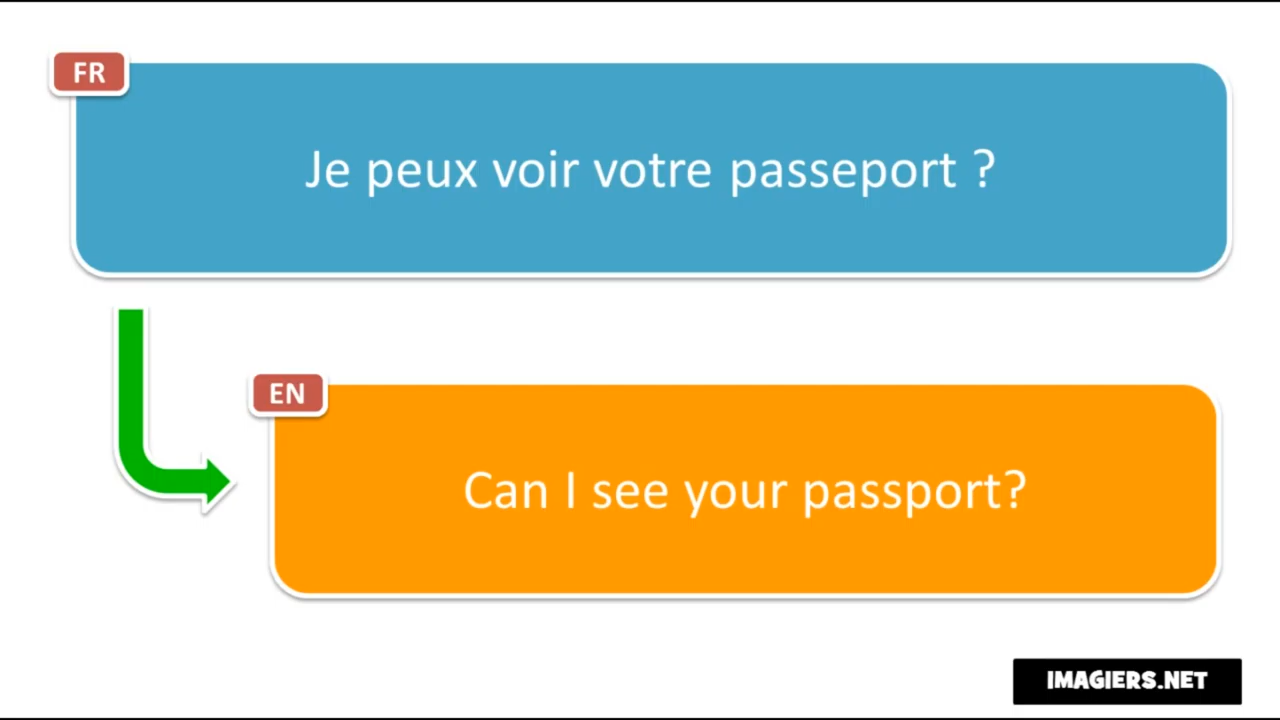 FR
Je peux voir votre passeport ?
EN
Can I see your passport?
IMAGIERS.NET